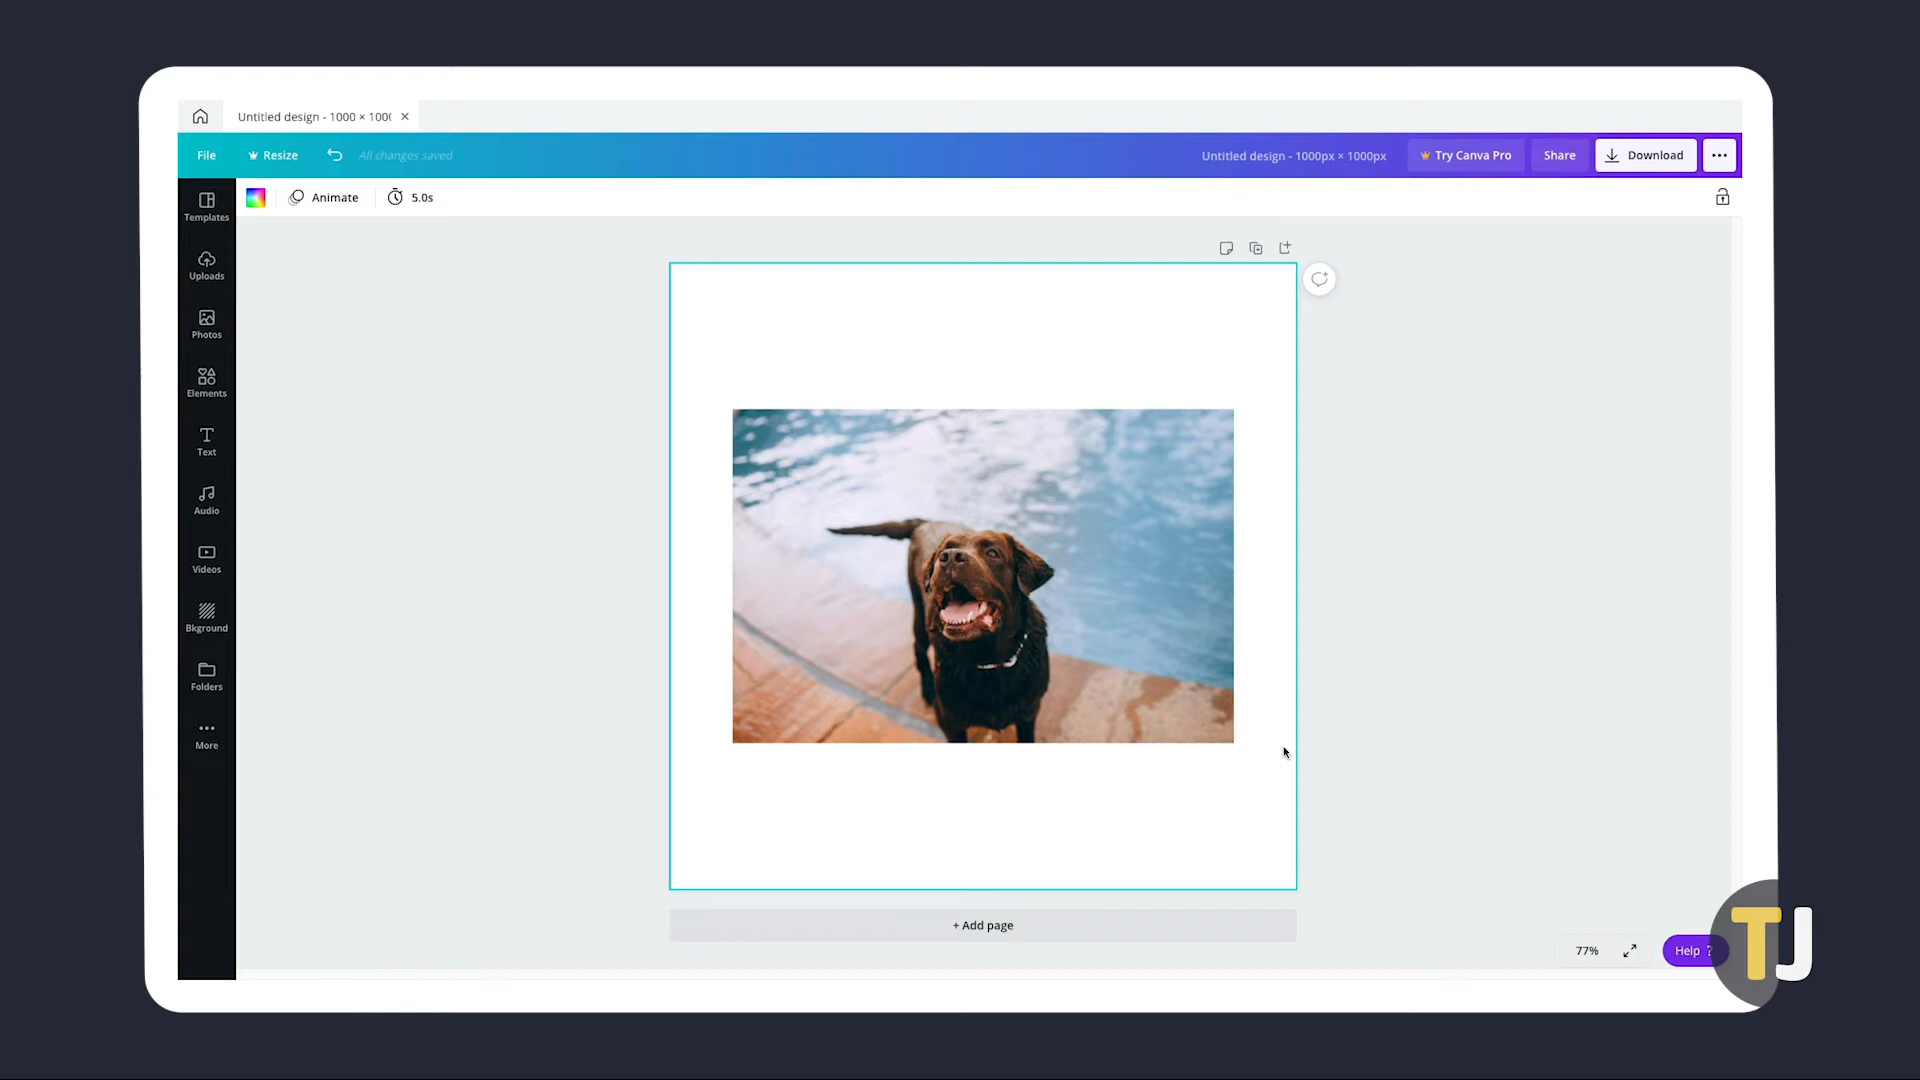 Untitled design - 1000 × 100
File
Resize
All changes saved
Untitled design - 1000px × 1000px
Try Canva Pro
Share
Download
Animate
5.0s
Templates
Uploads
Photos
Elements
Text
Audio
Videos
Bkground
Folders
More
+ Add page
77%
Help ?
TJ